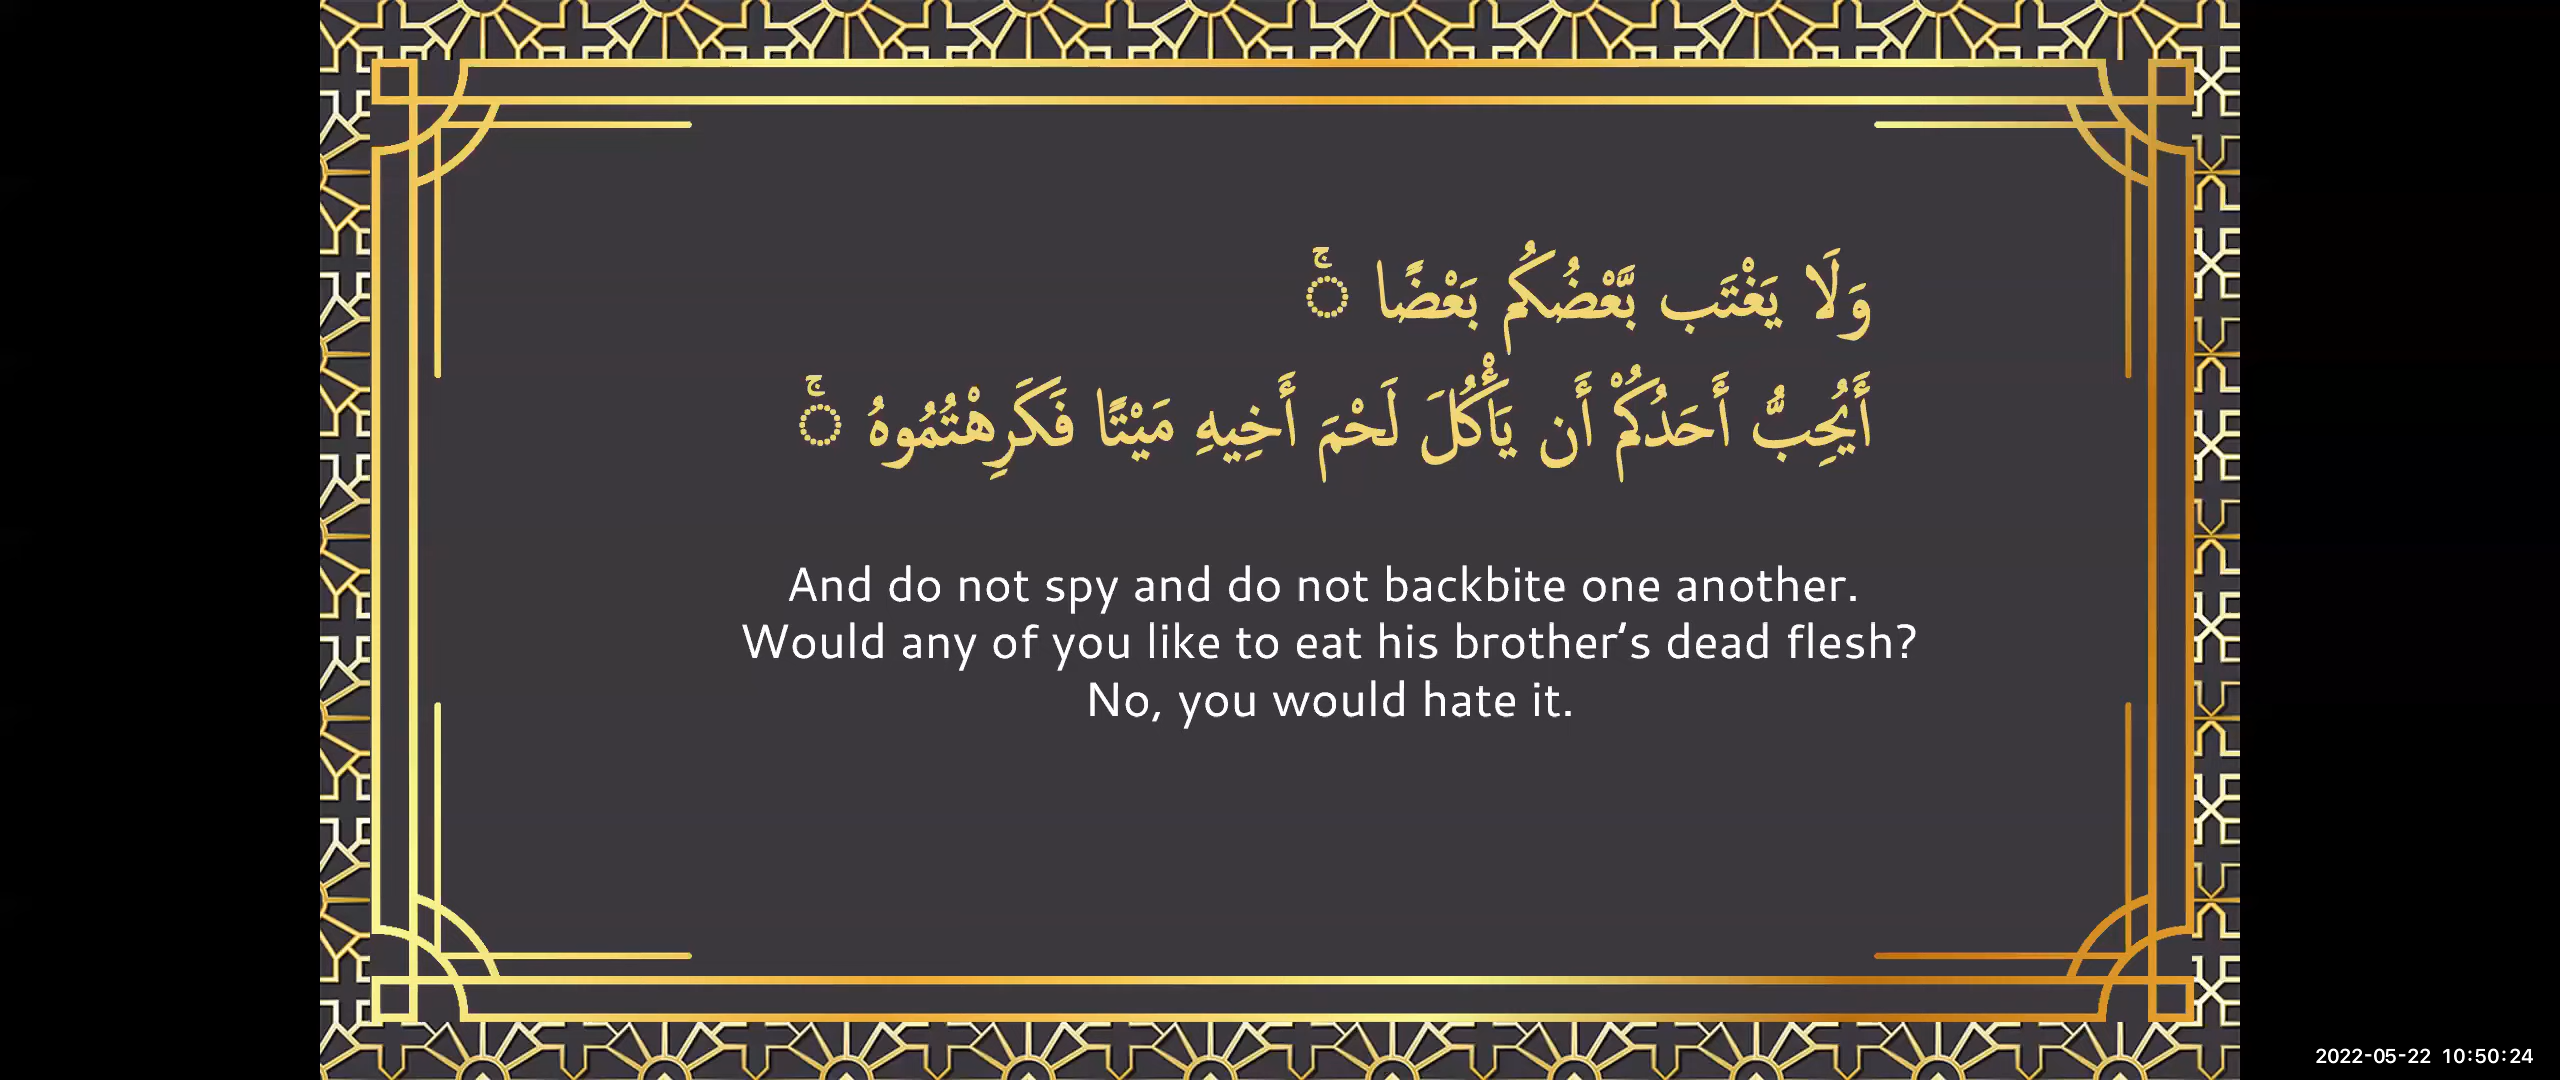 وَلَا يَغْتَب بَّعْضُكُم بَعْضًا ۚ
أَيُحِبُّ أَحَدُكُمْ أَن يَأْكُلَ لَحْمَ أَخِيهِ مَيْتًا فَكَرِهْتُمُوهُ ۚ
And do not spy and do not backbite one another.
Would any of you like to eat his brother’s dead flesh?
No, you would hate it.
2022-05-22 10:50:24